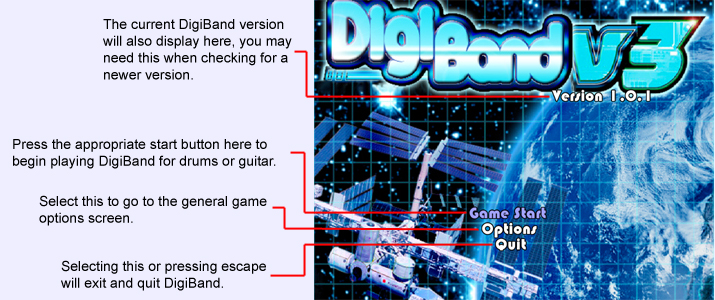 The current DigiBand version
will also display here, you may
need this when checking for a
newer version.
DigiBand V3
Version 1.0.1
Press the appropriate start button here to
begin playing DigiBand for drums or guitar.
Select this to go to the general game
options screen.
Game Start
Options
Quit
Selecting this or pressing escape
will exit and quit DigiBand.